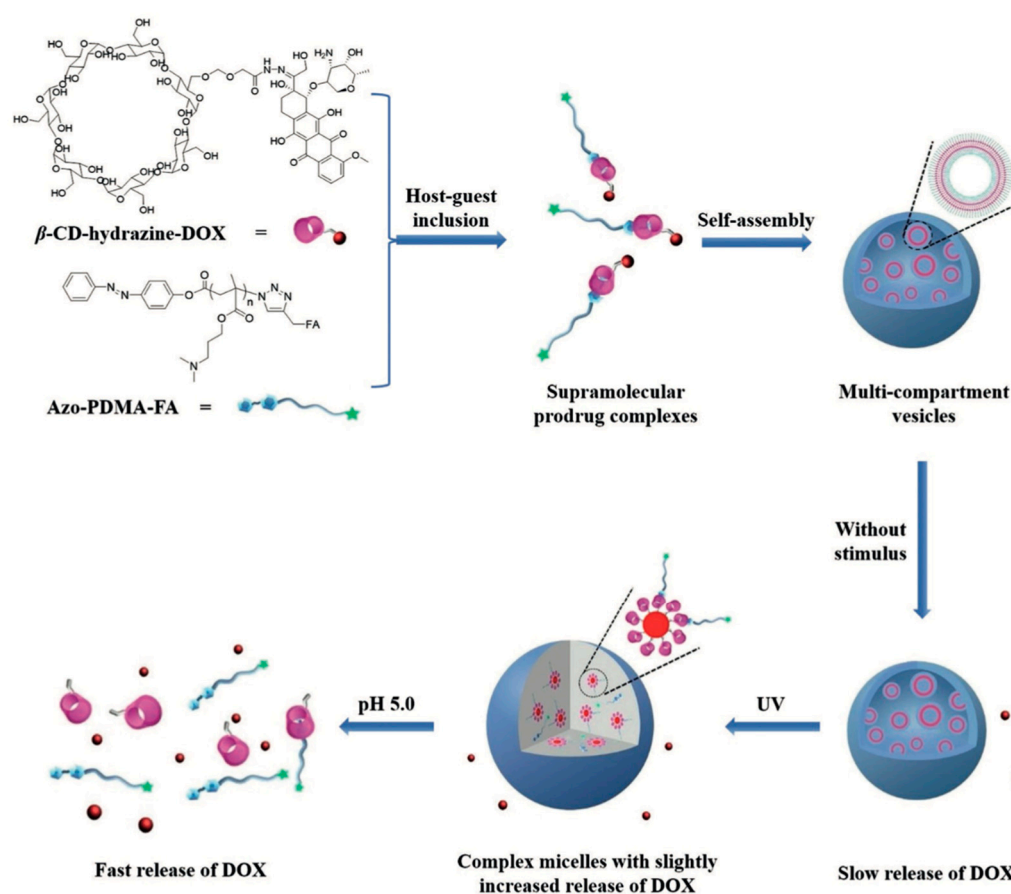 β-CD-hydrazine-DOX =
Host-guest
inclusion
Self-assembly
Azo-PDMA-FA =
Supramolecular
prodrug complexes
Multi-compartment
vesicles
Without
stimulus
UV
pH 5.0
Fast release of DOX
Complex micelles with slightly
increased release of DOX
Slow release of DOX